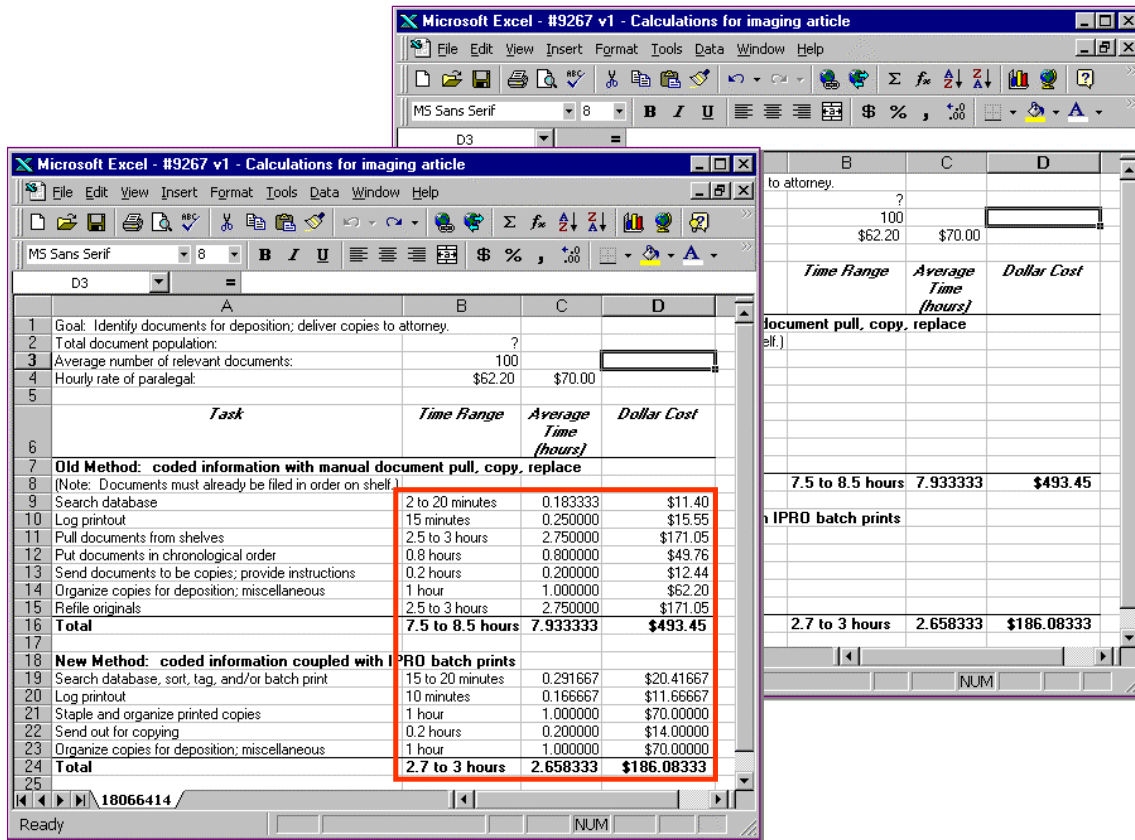 Microsoft Excel - #9267 v1 - Calculations for imaging article
File Edit View Insert Format Tools Data Window Help
MS Sans Serif 8 B I U $ % ,
D3 =
B C D
to attorney.
?
100
$62.20 $70.00
Time Range Average Time (hours) Dollar Cost
document pull, copy, replace
elf.)
7.5 to 8.5 hours 7.933333 $493.45
IPRO batch prints
2.7 to 3 hours 2.658333 $186.08333
NUM
Microsoft Excel - #9267 v1 - Calculations for imaging article
File Edit View Insert Format Tools Data Window Help
MS Sans Serif 8 B I U $ % ,
D3 =
A B C D
1 Goal: Identify documents for deposition; deliver copies to attorney.
2 Total document population: ?
3 Average number of relevant documents: 100
4 Hourly rate of paralegal: $62.20 $70.00
5
6 Task Time Range Average Time (hours) Dollar Cost
7 Old Method: coded information with manual document pull, copy, replace
8 (Note: Documents must already be filed in order on shelf.)
9 Search database 2 to 20 minutes 0.183333 $11.40
10 Log printout 15 minutes 0.250000 $15.55
11 Pull documents from shelves 2.5 to 3 hours 2.750000 $171.05
12 Put documents in chronological order 0.8 hours 0.800000 $49.76
13 Send documents to be copies; provide instructions 0.2 hours 0.200000 $12.44
14 Organize copies for deposition; miscellaneous 1 hour 1.000000 $62.20
15 Refile originals 2.5 to 3 hours 2.750000 $171.05
16 Total 7.5 to 8.5 hours 7.933333 $493.45
17
18 New Method: coded information coupled with IPRO batch prints
19 Search database, sort, tag, and/or batch print 15 to 20 minutes 0.291667 $20.41667
20 Log printout 10 minutes 0.166667 $11.66667
21 Staple and organize printed copies 1 hour 1.000000 $70.00000
22 Send out for copying 0.2 hours 0.200000 $14.00000
23 Organize copies for deposition; miscellaneous 1 hour 1.000000 $70.00000
24 Total 2.7 to 3 hours 2.658333 $186.08333
25
18066414
Ready NUM